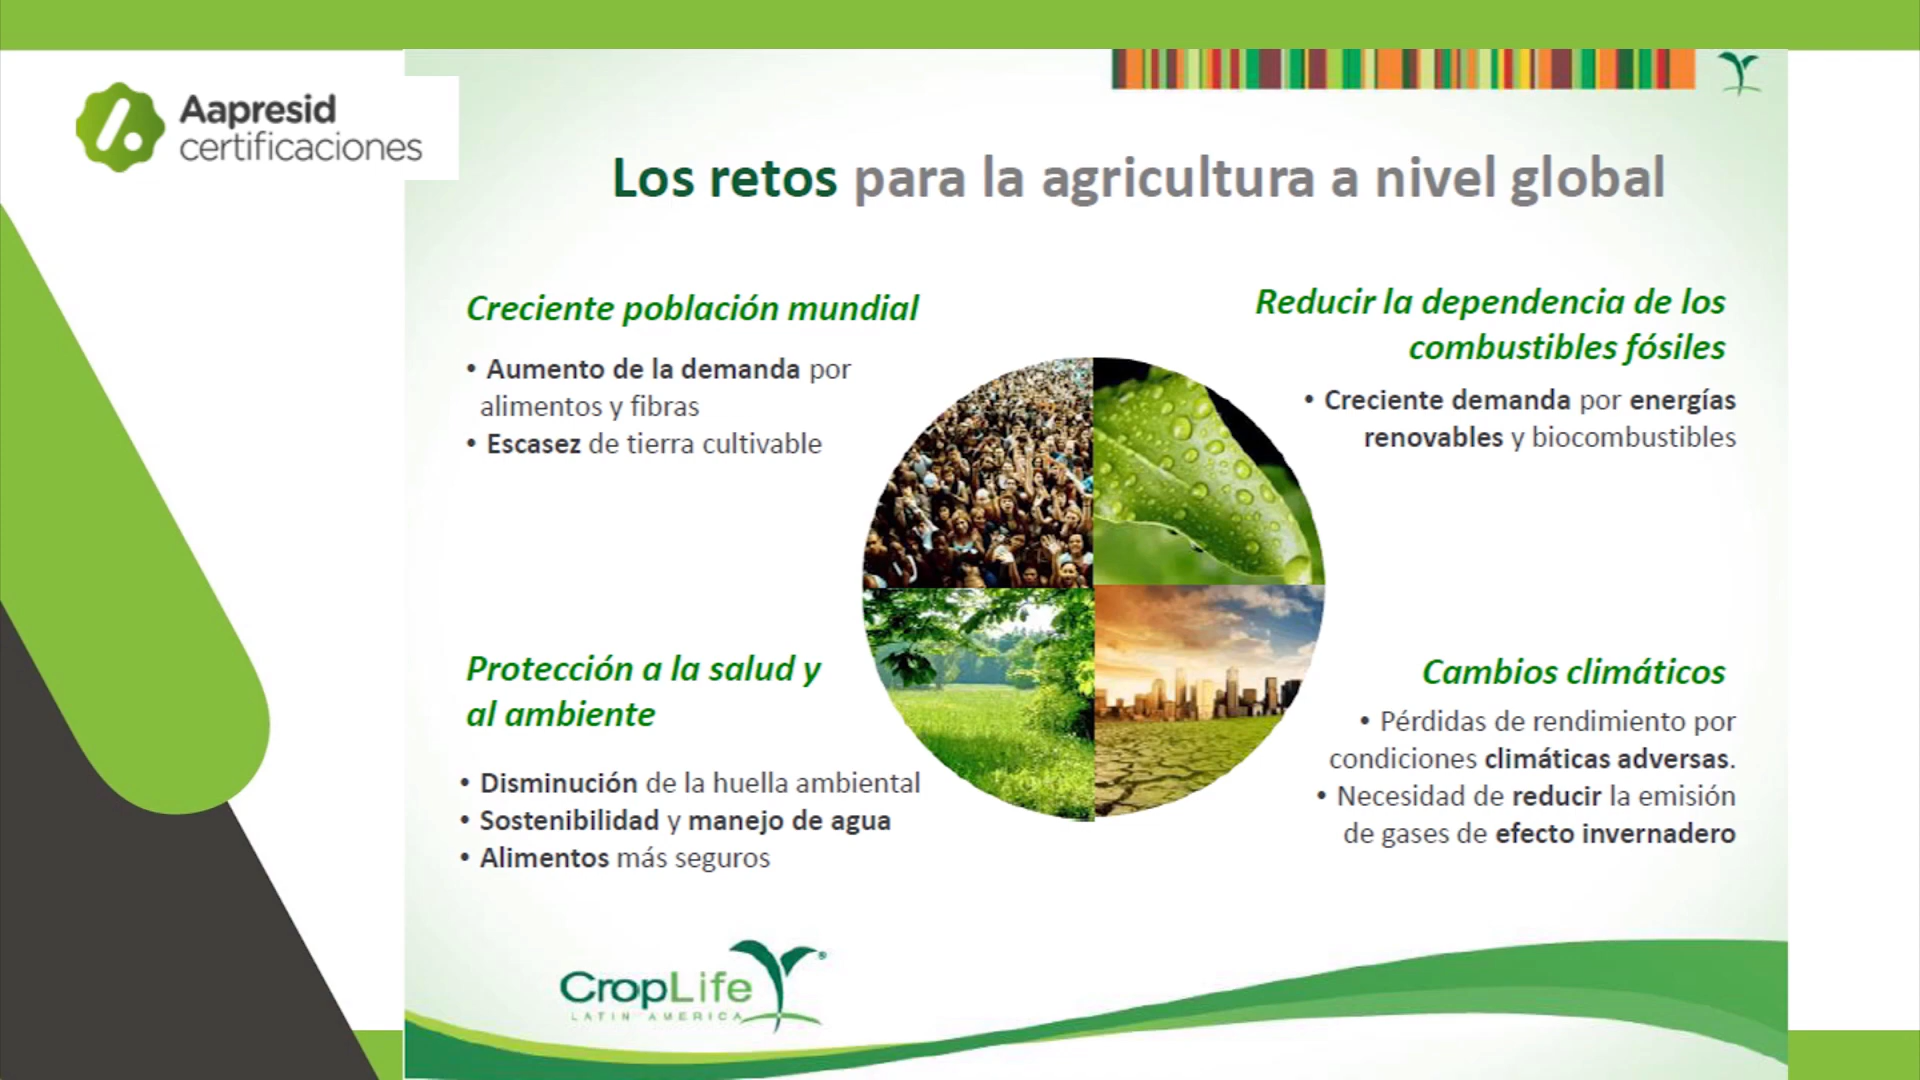 Aapresid
certificaciones
Los retos para la agricultura a nivel global
Creciente población mundial
• Aumento de la demanda por
alimentos y fibras
• Escasez de tierra cultivable
Reducir la dependencia de los
combustibles fósiles
• Creciente demanda por energías
renovables y biocombustibles
Protección a la salud y
al ambiente
• Disminución de la huella ambiental
• Sostenibilidad y manejo de agua
• Alimentos más seguros
Cambios climáticos
• Pérdidas de rendimiento por
condiciones climáticas adversas.
• Necesidad de reducir la emisión
de gases de efecto invernadero
CropLife®
LATIN AMERICA